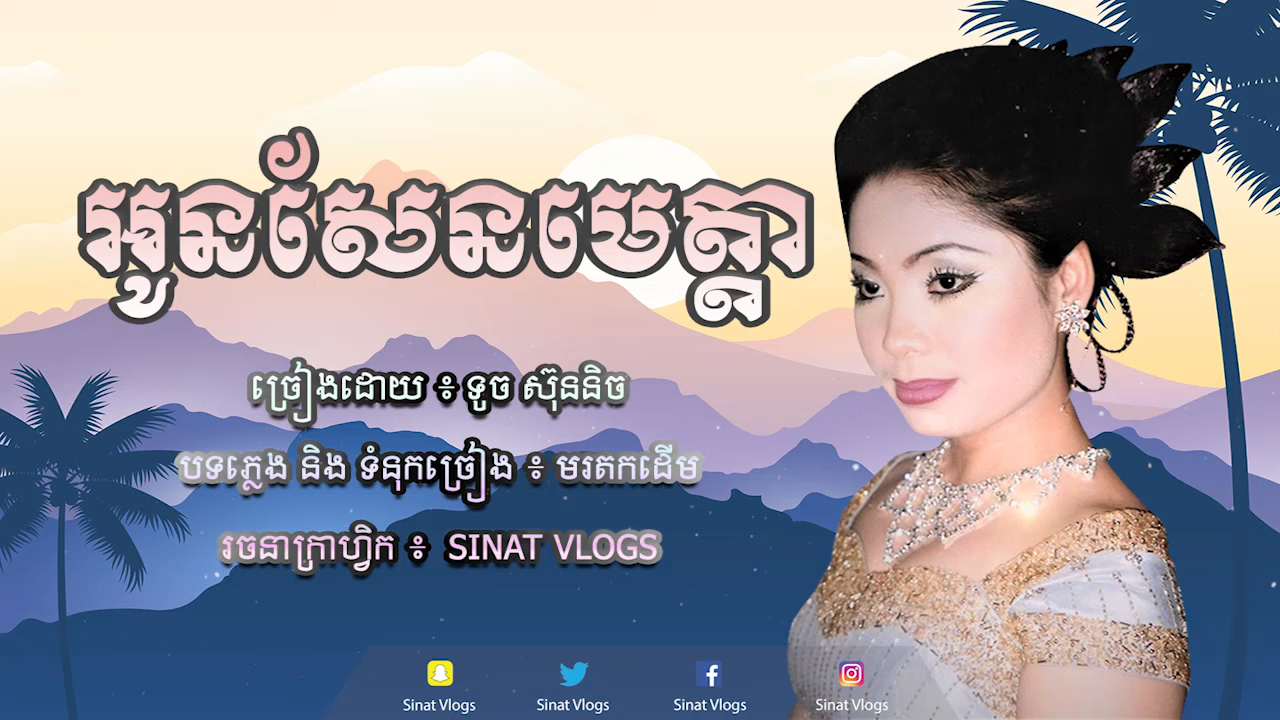 អូនសែនមេត្តា
ច្រៀងដោយ ៖ ទូច ស៊ុននិច
បទភ្លេង និង ទំនុកច្រៀង ៖ មរតកដើម
រចនាក្រាហ្វិក ៖ SINAT VLOGS
Sinat Vlogs
Sinat Vlogs
Sinat Vlogs
Sinat Vlogs